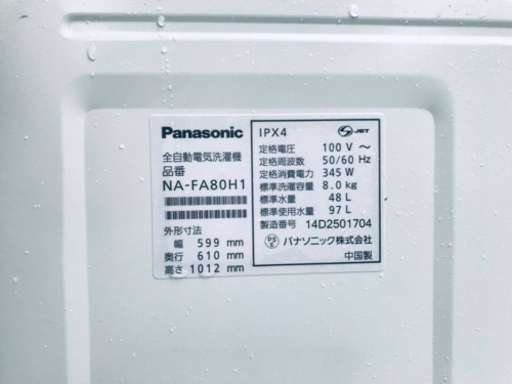 Panasonic
全自動電気洗濯機
品番
NA-FA80H1
外形寸法
幅 599 mm
奥行 610 mm
高さ 1012 mm
IPX4 S JET
定格電圧 100 V ~
定格周波数 50/60 Hz
定格消費電力 345 W
標準洗濯容量 8.0 kg
標準水量 48 L
標準使用水量 97 L
製造番号 14D2501704
PS E パナソニック株式会社
中国製